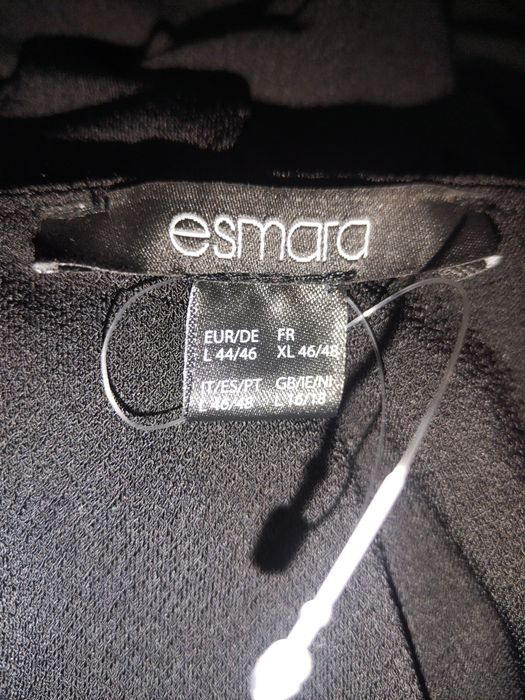 esmara
EUR/DE FR
L 44/46 XL 46/48
IT/ES/PT GB/IE/NI
L 46/48 L 16/18